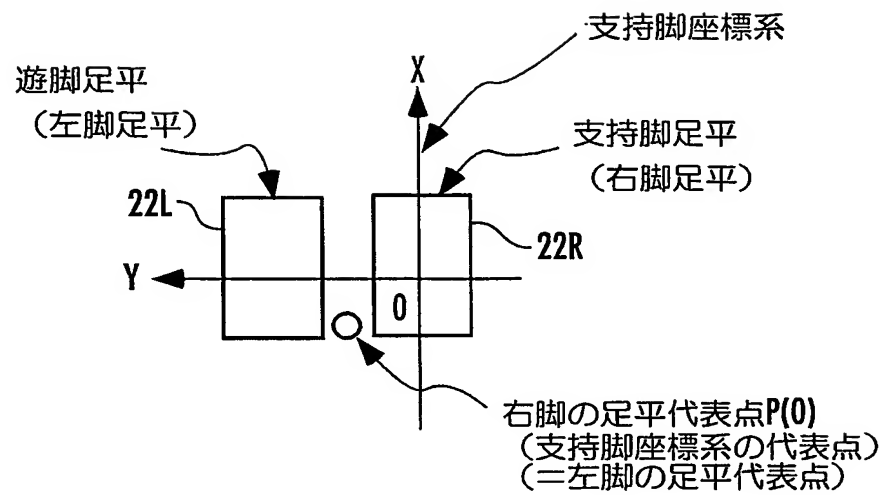 支持脚座標系
X
遊脚足平
（左脚足平）
支持脚足平
（右脚足平）
22L
22R
Y
0
右脚の足平代表点P(0)
（支持脚座標系の代表点）
（＝左脚の足平代表点）